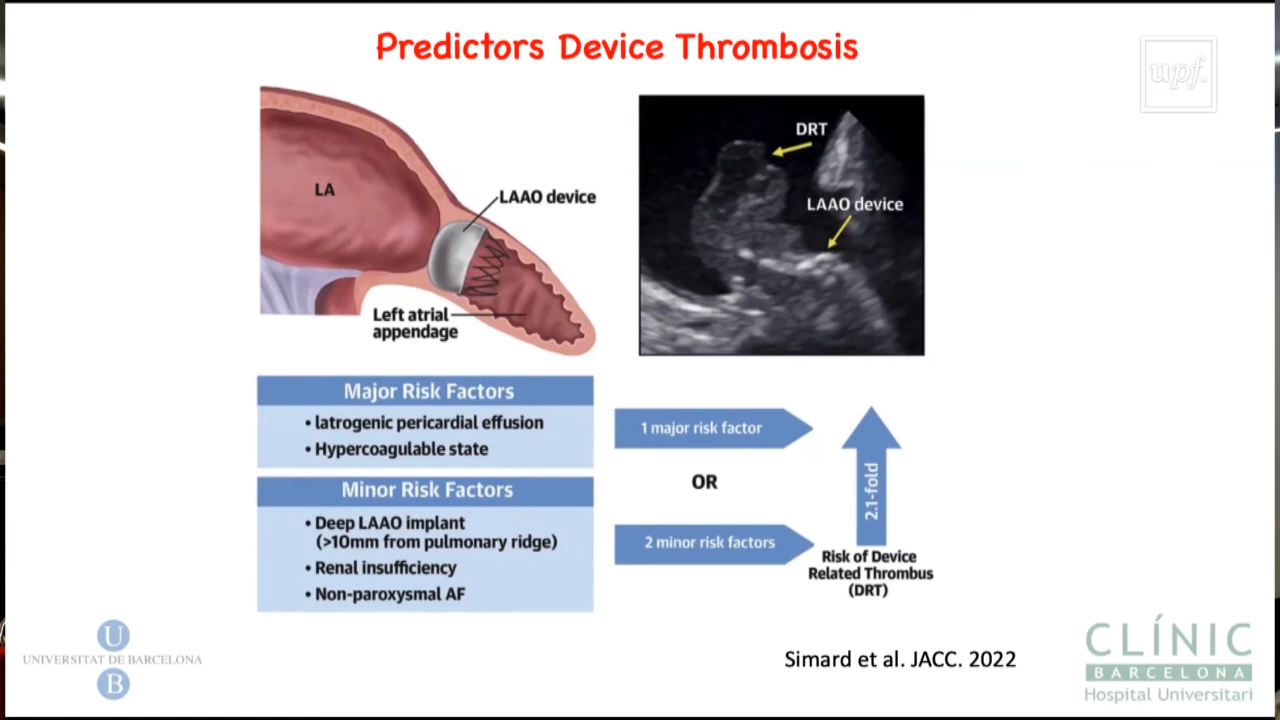 Predictors Device Thrombosis
upf.
LA
LAAO device
Left atrial
appendage
DRT
LAAO device
Major Risk Factors
• Iatrogenic pericardial effusion
• Hypercoagulable state
Minor Risk Factors
• Deep LAAO implant
(>10mm from pulmonary ridge)
• Renal insufficiency
• Non-paroxysmal AF
1 major risk factor
OR
2 minor risk factors
2.1-fold
Risk of Device
Related Thrombus
(DRT)
U
UNIVERSITAT DE BARCELONA
B
Simard et al. JACC. 2022
CLÍNIC
BARCELONA
Hospital Universitari